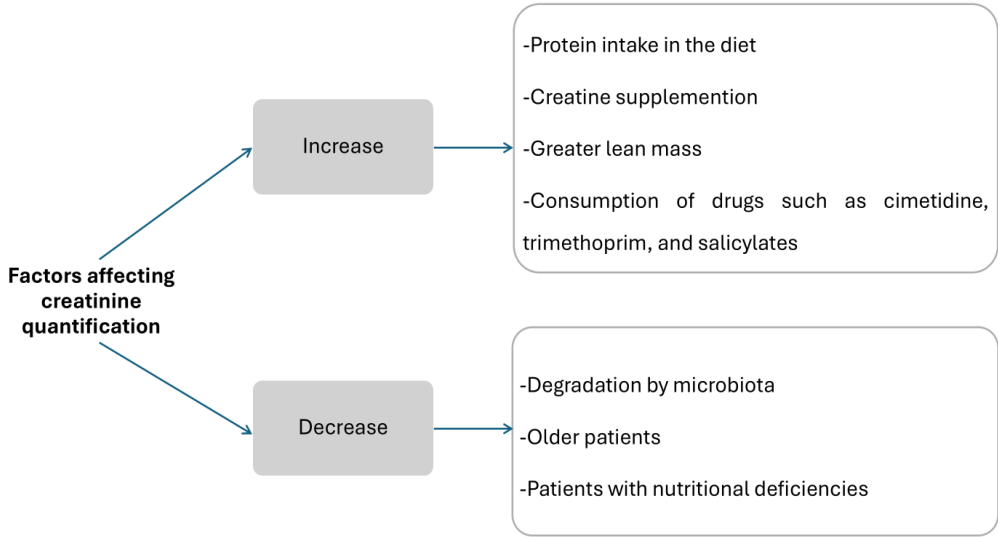 Factors affecting
creatinine
quantification
Increase
-Protein intake in the diet
-Creatine supplemention
-Greater lean mass
-Consumption of drugs such as cimetidine,
trimethoprim, and salicylates
Decrease
-Degradation by microbiota
-Older patients
-Patients with nutritional deficiencies